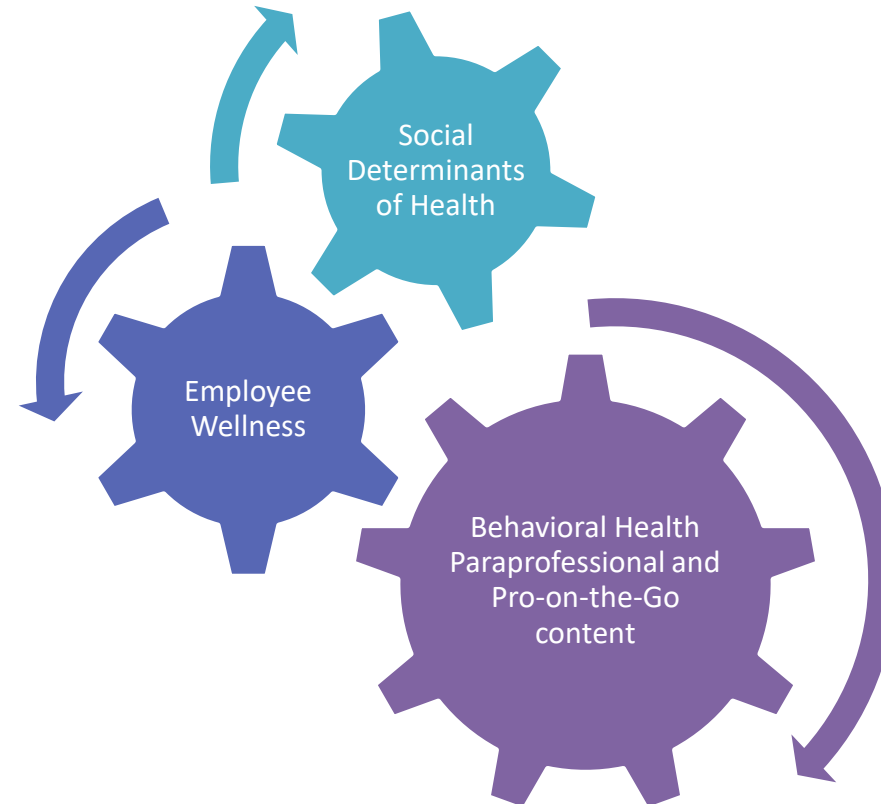 Social
Determinants
of Health
Employee
Wellness
Behavioral Health
Paraprofessional and
Pro-on-the-Go
content